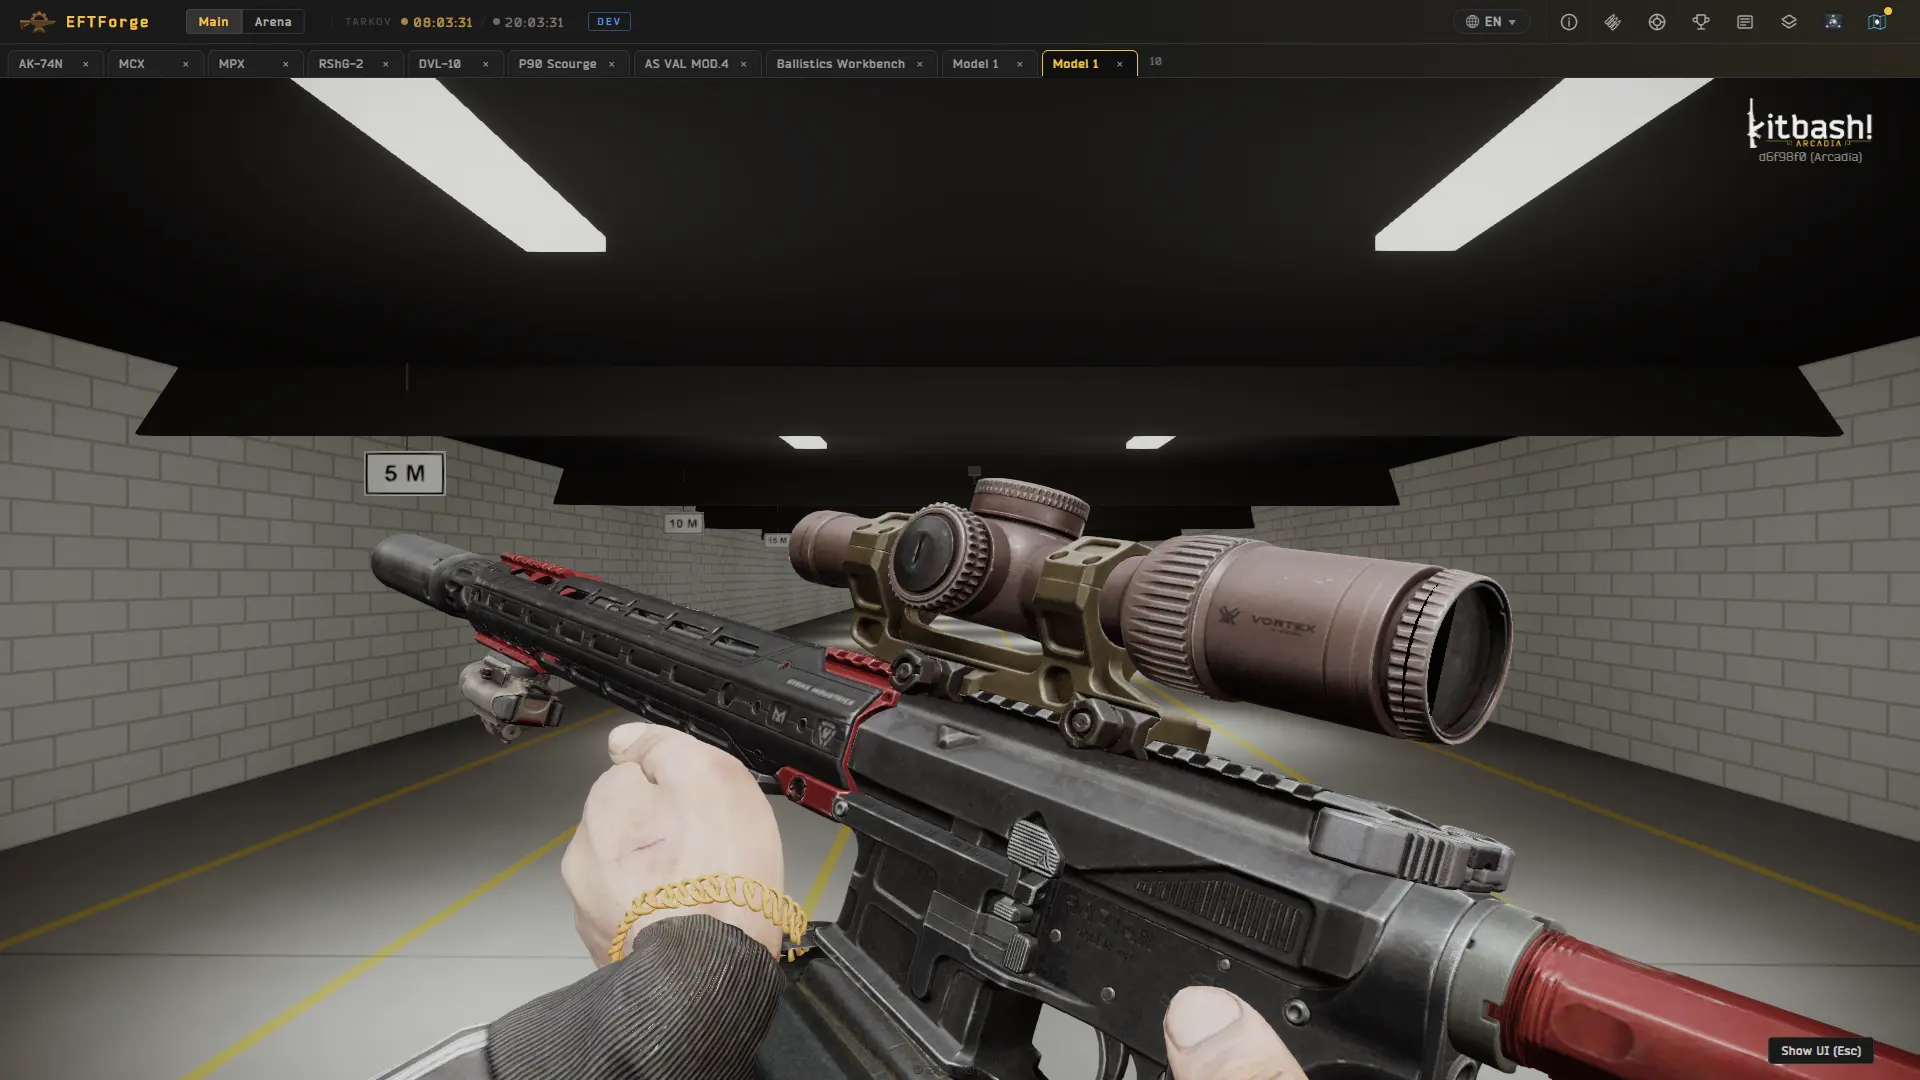 EFTForge
Main
Arena
TARKOV
08:03:31 / 20:03:31
DEV
EN
AK-74N ×
MCX ×
MPX ×
RShG-2 ×
DVL-10 ×
P90 Scourge ×
AS VAL MOD.4 ×
Ballistics Workbench ×
Model 1 ×
Model 1 ×
10
kitbash!
ARCADIA
d6f98f0 (Arcadia)
5 M
10 M
15 M
VORTEX
STRIKE INDUSTRIES
Show UI (Esc)